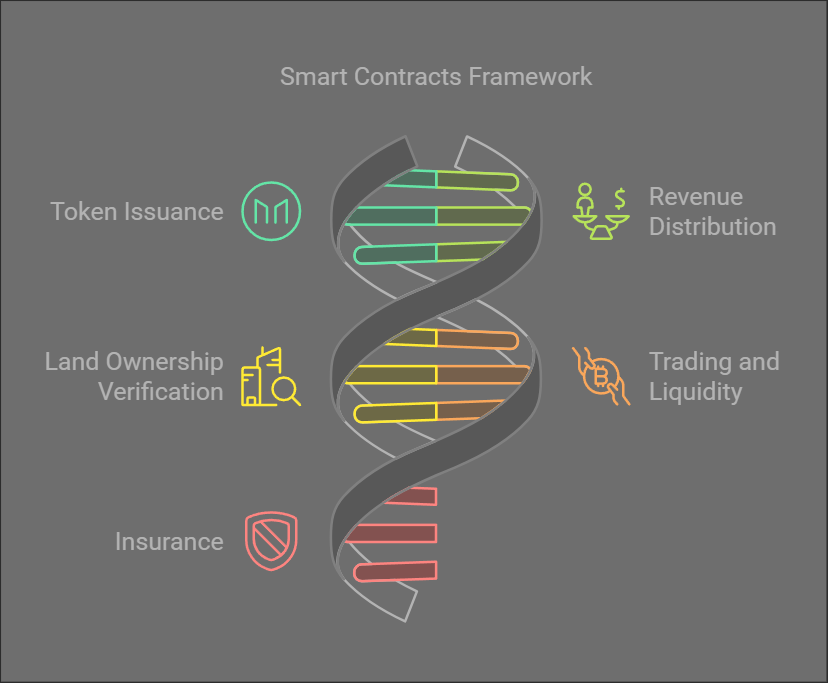 Smart Contracts Framework
Token Issuance
Revenue
Distribution
Land Ownership
Verification
Trading and
Liquidity
Insurance